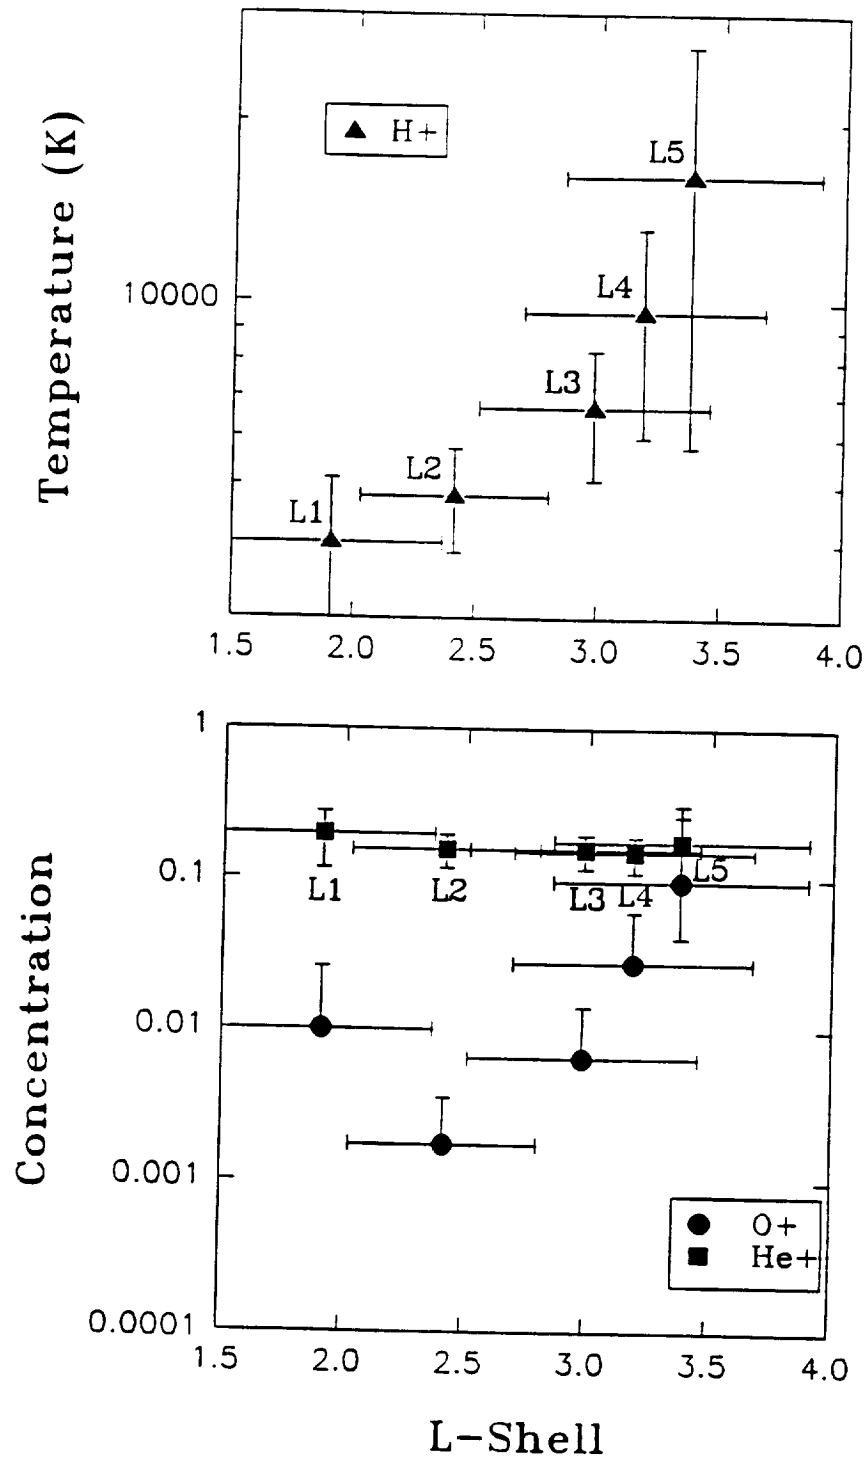 Temperature (K)
H+
10000
L1
L2
L3
L4
L5
1.5 2.0 2.5 3.0 3.5 4.0
Concentration
1
0.1
0.01
0.001
0.0001
L1 L2 L3 L4 L5
O+
He+
1.5 2.0 2.5 3.0 3.5 4.0
L-Shell